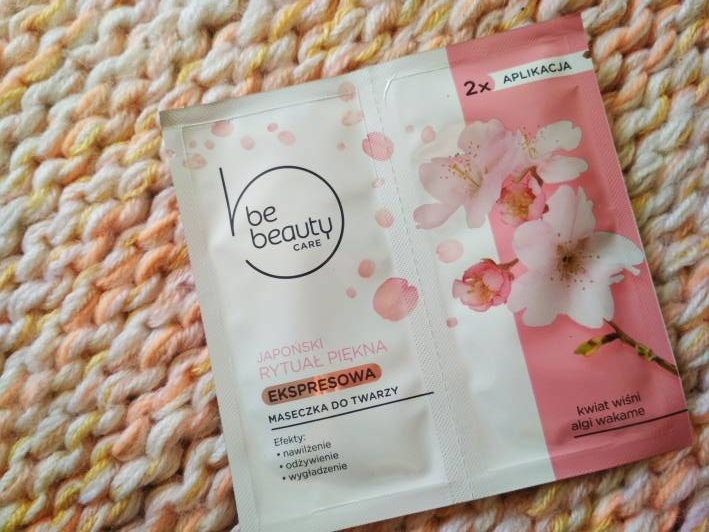 be
beauty
CARE
JAPOŃSKI
RYTUAŁ PIĘKNA
EKSPRESOWA
MASECZKA DO TWARZY
Efekty:
• nawilżenie
• odżywienie
• wygładzenie
2x APLIKACJA
kwiat wiśni
algi wakame